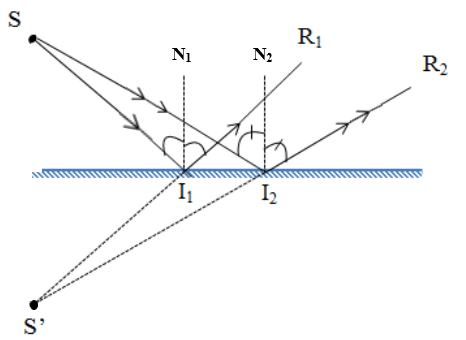 S
N₁
N₂
R₁
R₂
I₁
I₂
S’